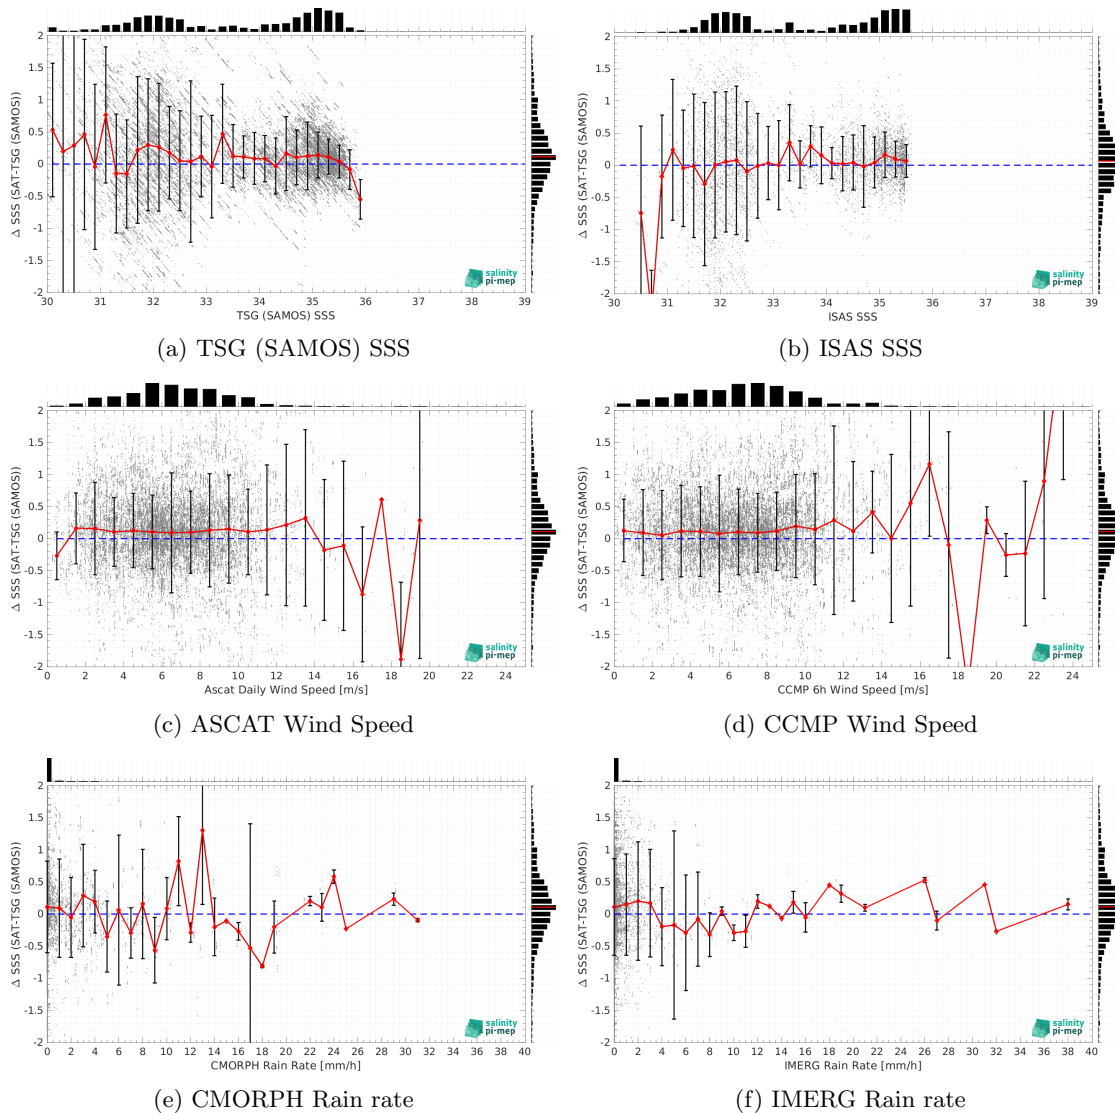 2
1.5
1
0.5
0
-0.5
-1
-1.5
-2
Δ SSS (SAT-TSG (SAMOS))
30 31 32 33 34 35 36 37 38 39
TSG (SAMOS) SSS
salinity
pi-mep
(a) TSG (SAMOS) SSS
2
1.5
1
0.5
0
-0.5
-1
-1.5
-2
Δ SSS (SAT-TSG (SAMOS))
30 31 32 33 34 35 36 37 38 39
ISAS SSS
salinity
pi-mep
(b) ISAS SSS
2
1.5
1
0.5
0
-0.5
-1
-1.5
-2
Δ SSS (SAT-TSG (SAMOS))
0 2 4 6 8 10 12 14 16 18 20 22 24
Ascat Daily Wind Speed [m/s]
salinity
pi-mep
(c) ASCAT Wind Speed
2
1.5
1
0.5
0
-0.5
-1
-1.5
-2
Δ SSS (SAT-TSG (SAMOS))
0 2 4 6 8 10 12 14 16 18 20 22 24
CCMP 6h Wind Speed [m/s]
salinity
pi-mep
(d) CCMP Wind Speed
2
1.5
1
0.5
0
-0.5
-1
-1.5
-2
Δ SSS (SAT-TSG (SAMOS))
0 2 4 6 8 10 12 14 16 18 20 22 24 26 28 30 32 34 36 38 40
CMORPH Rain Rate [mm/h]
salinity
pi-mep
(e) CMORPH Rain rate
2
1.5
1
0.5
0
-0.5
-1
-1.5
-2
Δ SSS (SAT-TSG (SAMOS))
0 2 4 6 8 10 12 14 16 18 20 22 24 26 28 30 32 34 36 38 40
IMERG Rain Rate [mm/h]
salinity
pi-mep
(f) IMERG Rain rate